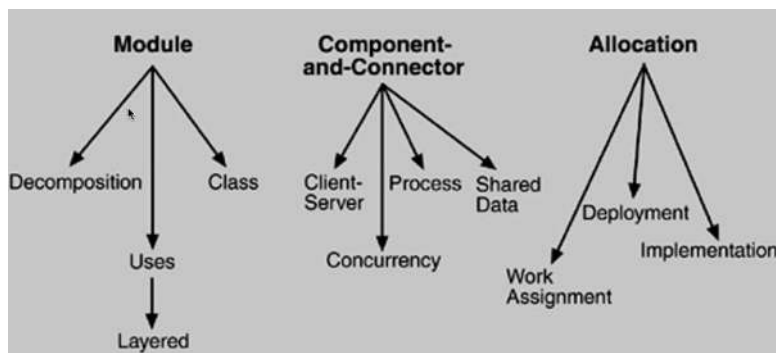 Module
Component-
and-Connector
Allocation
Decomposition
Class
Client-
Server
Process
Shared
Data
Deployment
Implementation
Uses
Concurrency
Work
Assignment
Layered